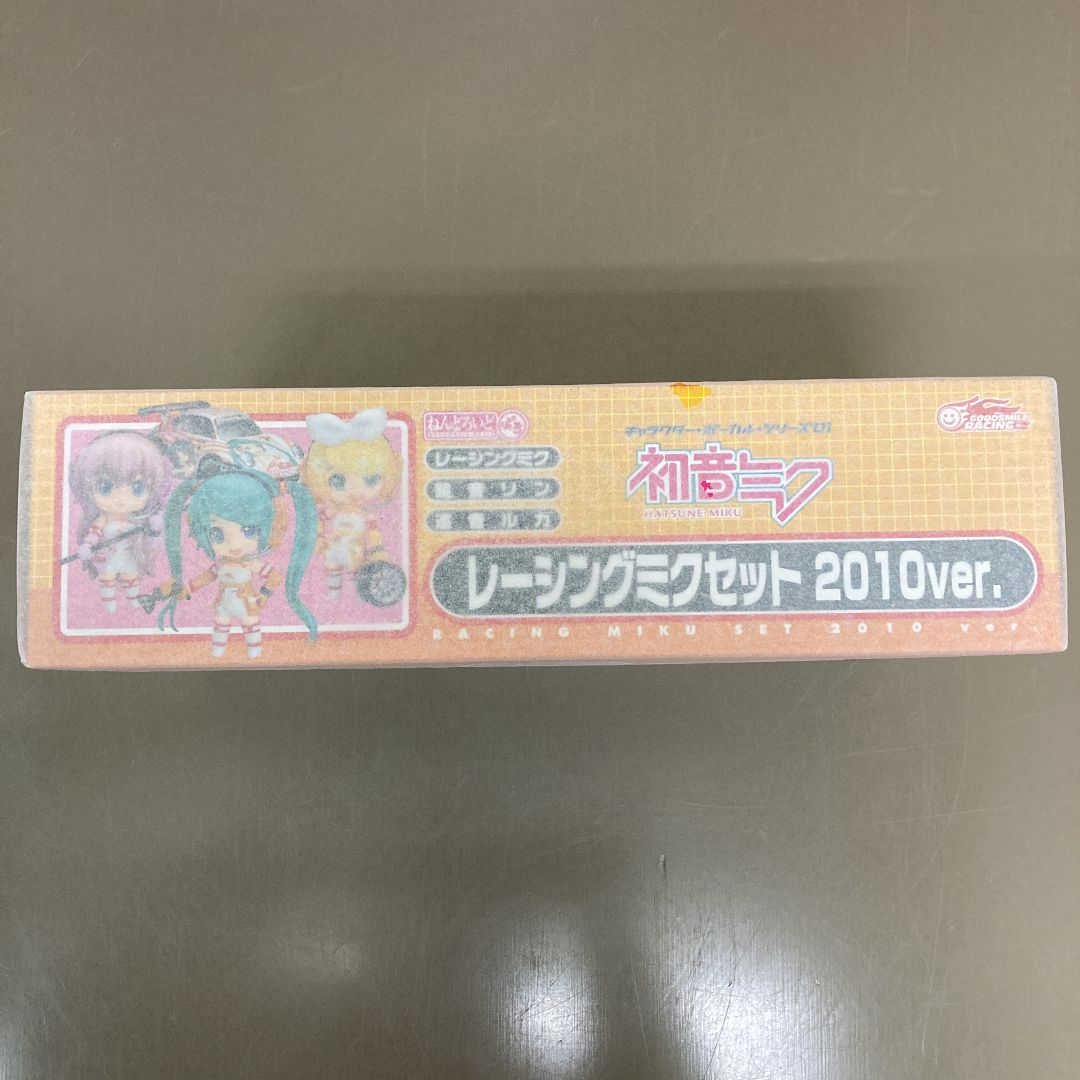 ねんどろいど ぷち
レーシングミク
鏡音リン
巡音ルカ
キャラクター・ボーカル・シリーズ01
初音ミク
HATSUNE MIKU
GOODSMILE
RACING
レーシングミクセット 2010ver.
RACING MIKU SET 2010 ver.